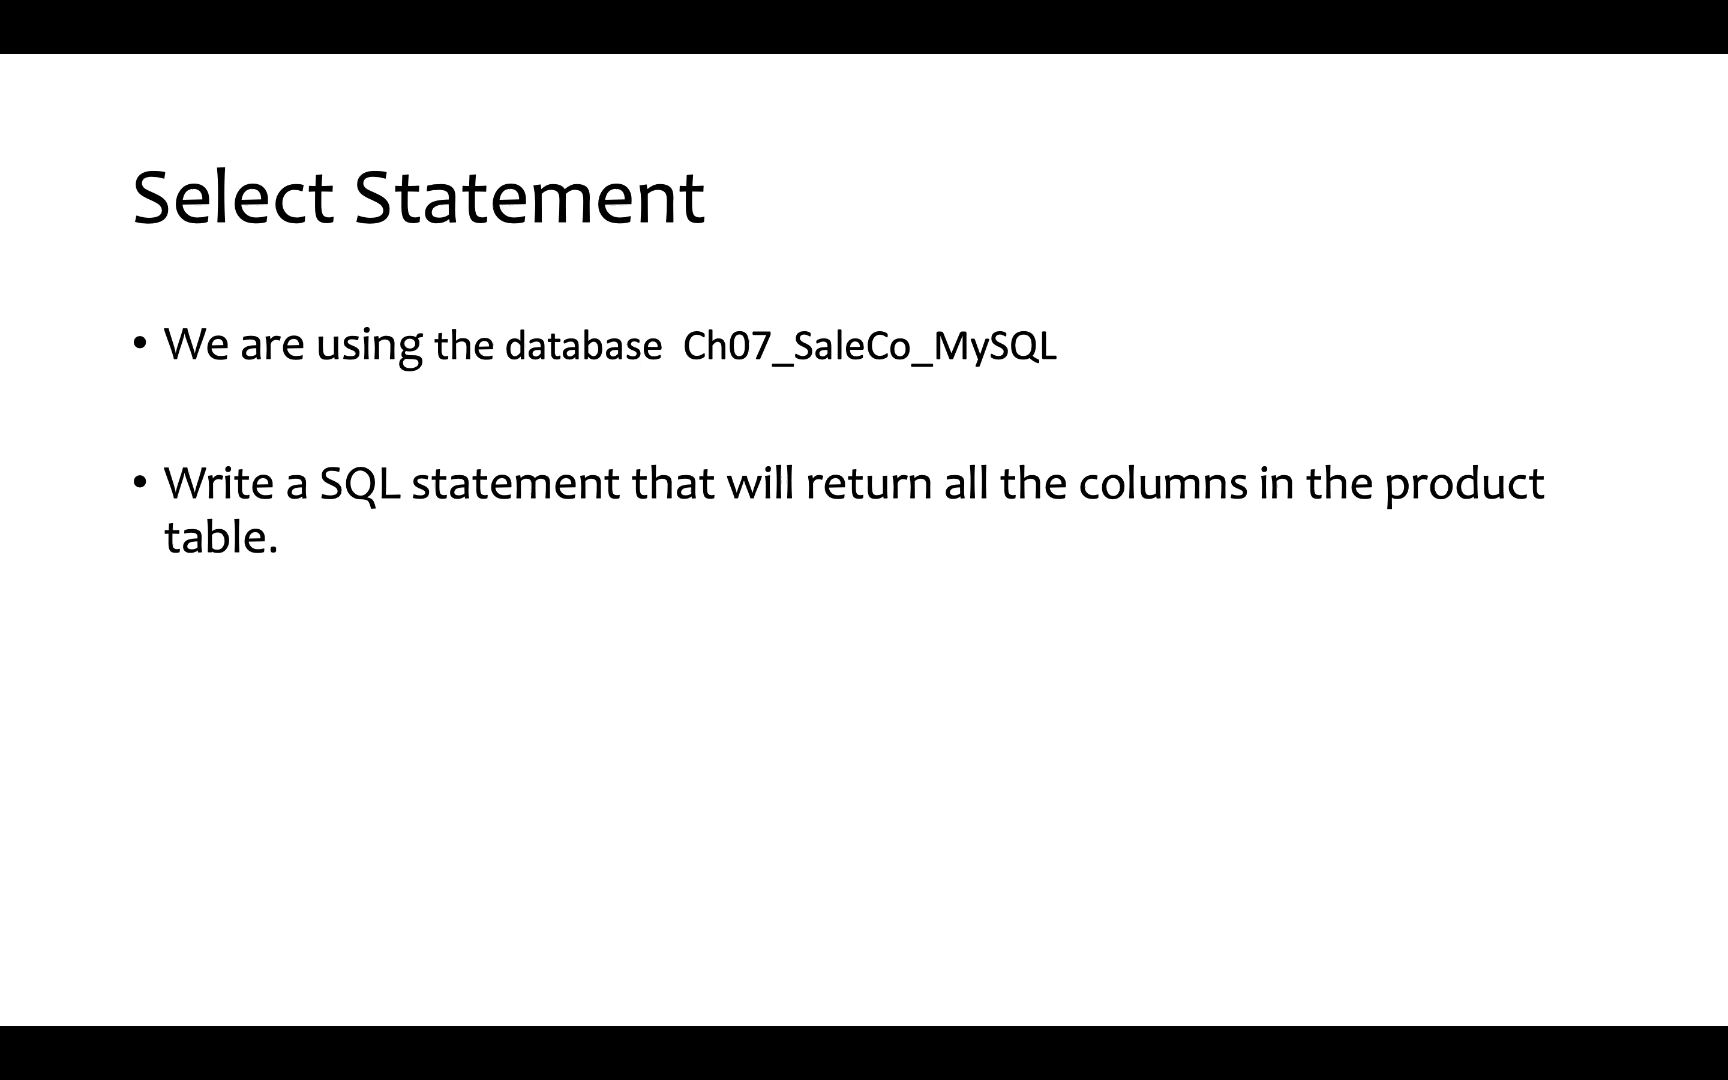 Select Statement
• We are using the database  Ch07_SaleCo_MySQL
• Write a SQL statement that will return all the columns in the product
table.